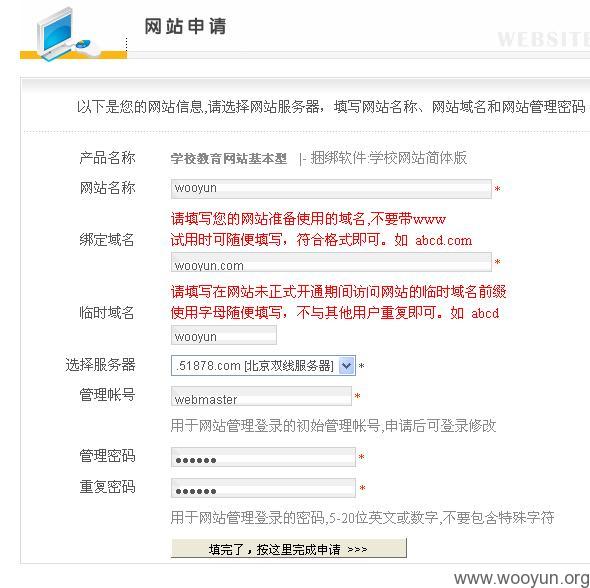 网站申请
WEBSITE
以下是您的网站信息,请选择网站服务器，填写网站名称、网站域名和网站管理密码
产品名称 学校教育网站基本型 |- 捆绑软件:学校网站简体版
网站名称 wooyun *
请填写您的网站准备使用的域名,不要带www
试用时可随便填写，符合格式即可。如 abcd.com
绑定域名 wooyun.com *
请填写在网站未正式开通期间访问网站的临时域名前缀
使用字母随便填写，不与其他用户重复即可。如 abcd
临时域名 wooyun
选择服务器 .51878.com [北京双线服务器] *
管理帐号 webmaster *
用于网站管理登录的初始管理帐号,申请后可登录修改
管理密码 ●●●●●● *
重复密码 ●●●●●● *
用于网站管理登录的密码,5-20位英文或数字,不要包含特殊字符
填完了，按这里完成申请 >>>
www.wooyun.org